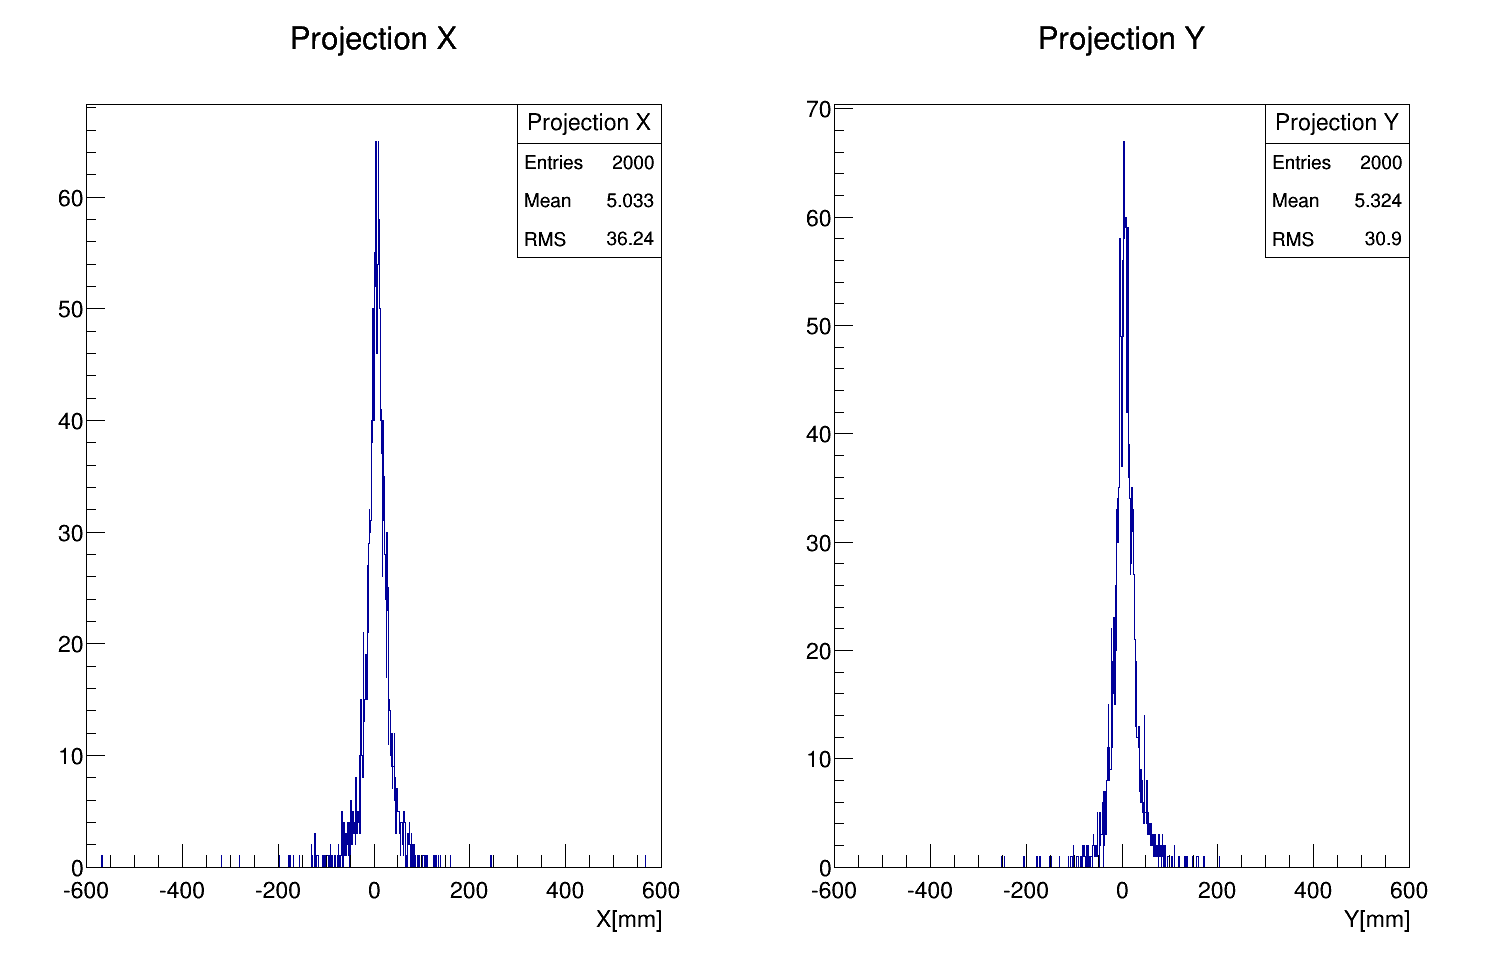 Projection X
Projection X
Entries 2000
Mean 5.033
RMS 36.24
60
50
40
30
20
10
0
-600 -400 -200 0 200 400 600
X[mm]
Projection Y
Projection Y
Entries 2000
Mean 5.324
RMS 30.9
70
60
50
40
30
20
10
0
-600 -400 -200 0 200 400 600
Y[mm]